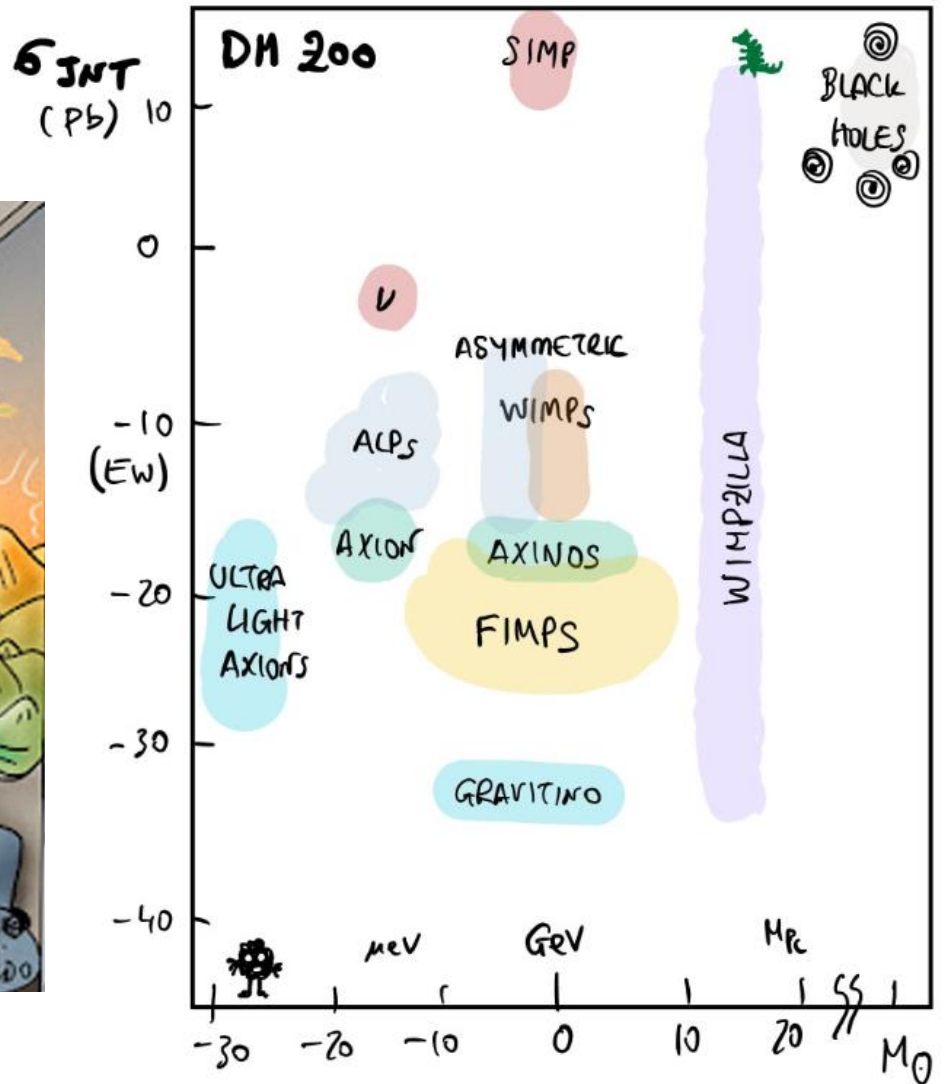 σ INT
(Pb)
DM 200
SIMP
BLACK
HOLES
10
0
ν
ASYMMETRIC
WIMPS
-10
(EW)
ALPs
WIMPZILLA
AXION
AXINOS
-20
ULTRA
LIGHT
AXIONS
FIMPS
-30
GRAVITINO
-40
μeV
GeV
MPL
-30 -20 -10 0 10 20 M⊙